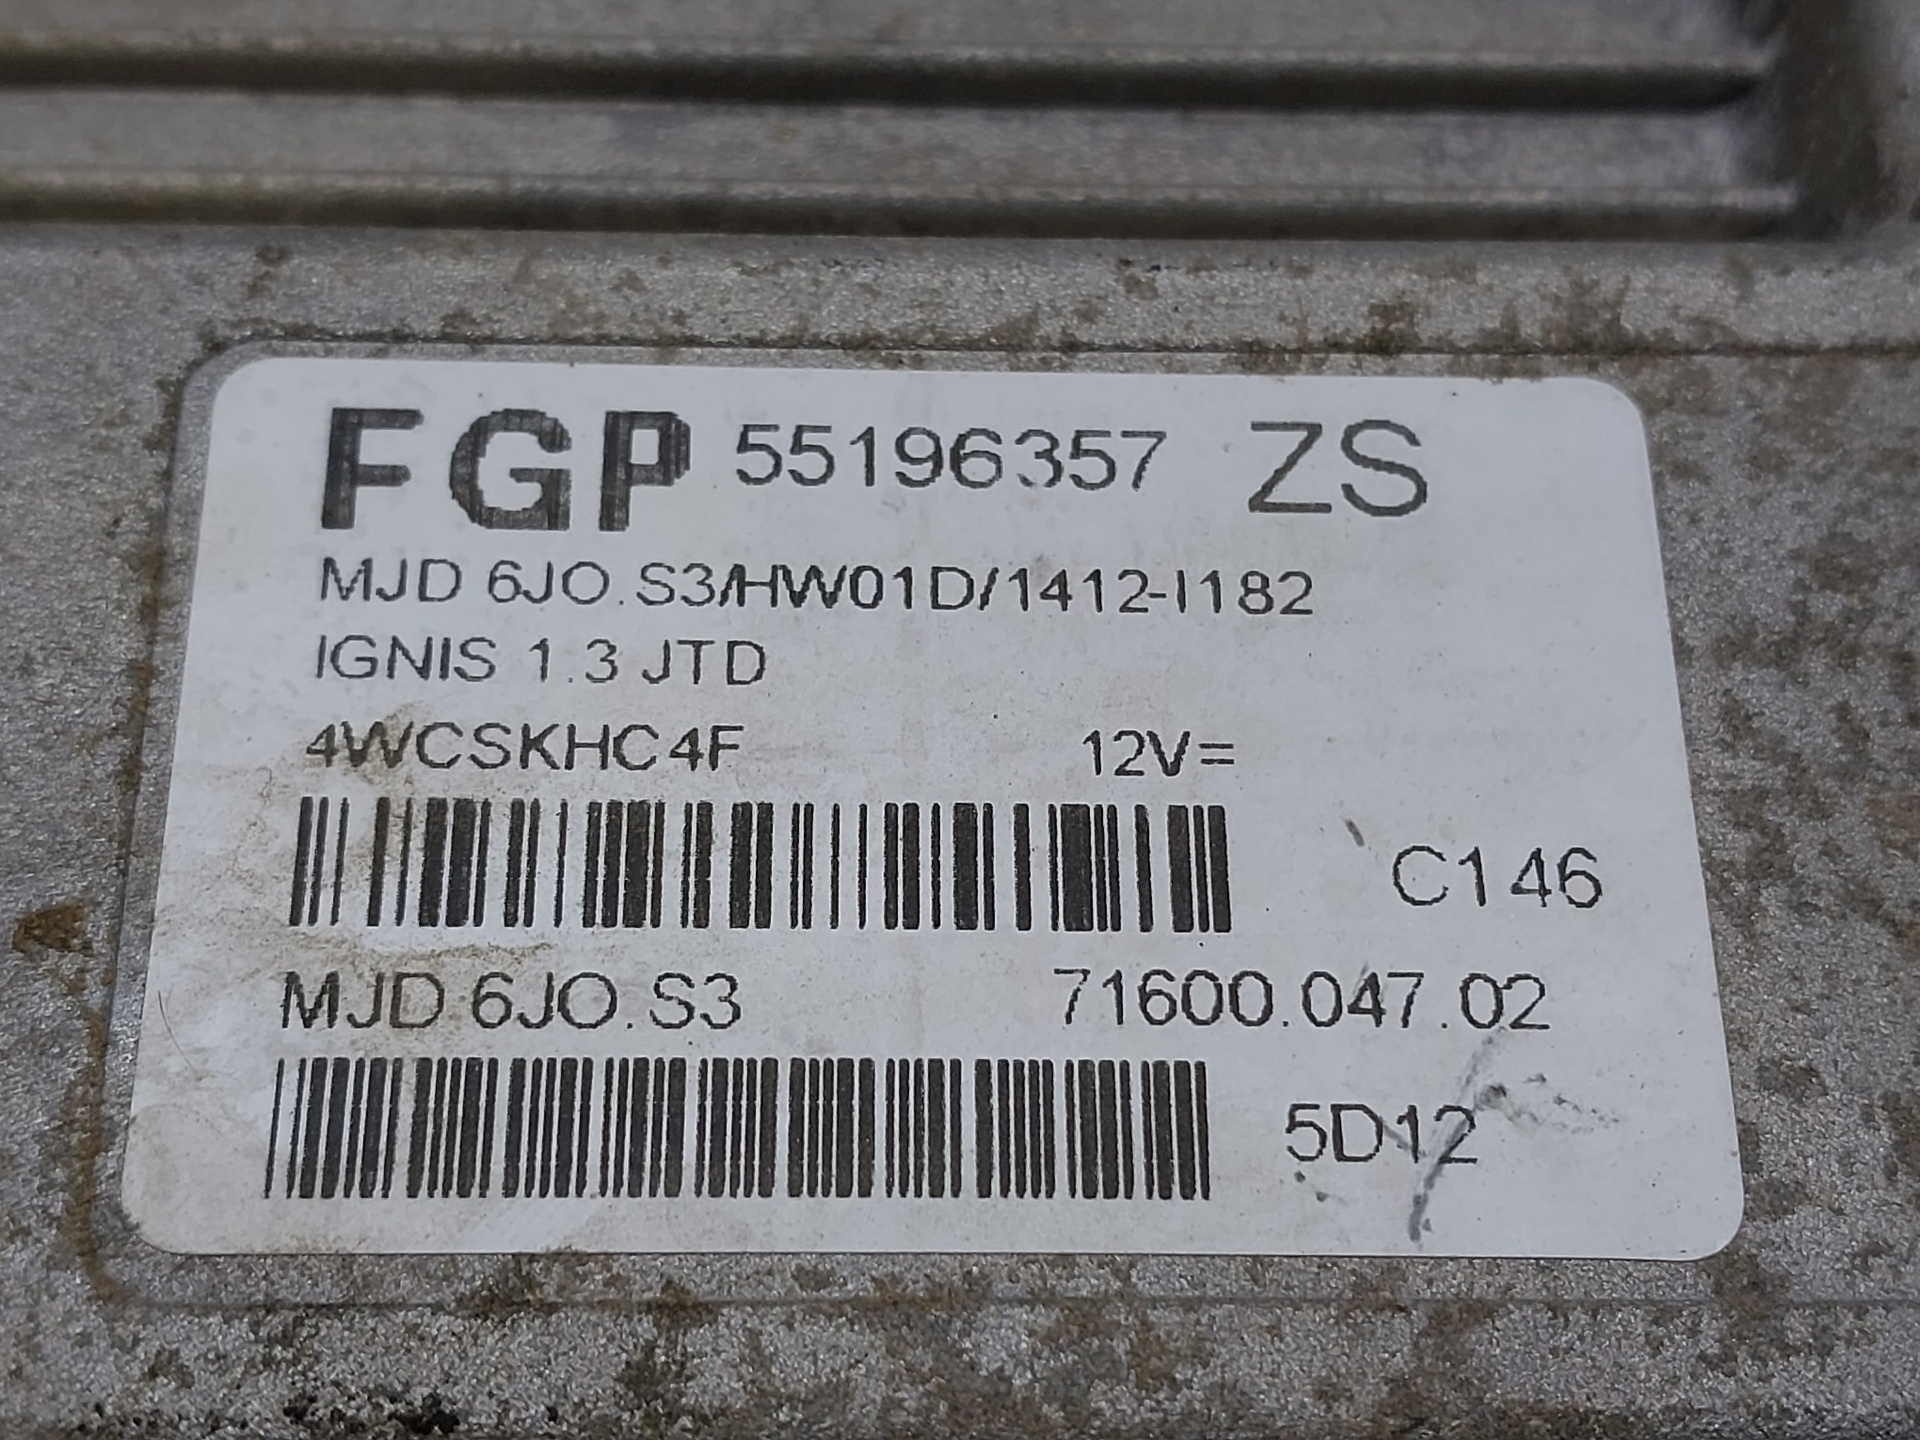 FGP 55196357 ZS
MJD 6JO.S3/HW01D/1412-I182
IGNIS 1.3 JTD
4WCSKHC4F 12V=
C146
MJD 6JO.S3 71600.047.02
5D12